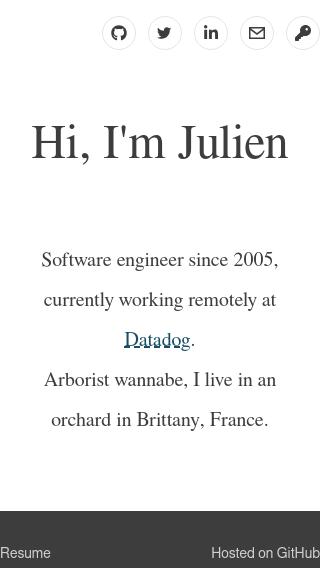 Hi, I'm Julien
Software engineer since 2005,
currently working remotely at
Datadog.
Arborist wannabe, I live in an
orchard in Brittany, France.
Resume
Hosted on GitHub